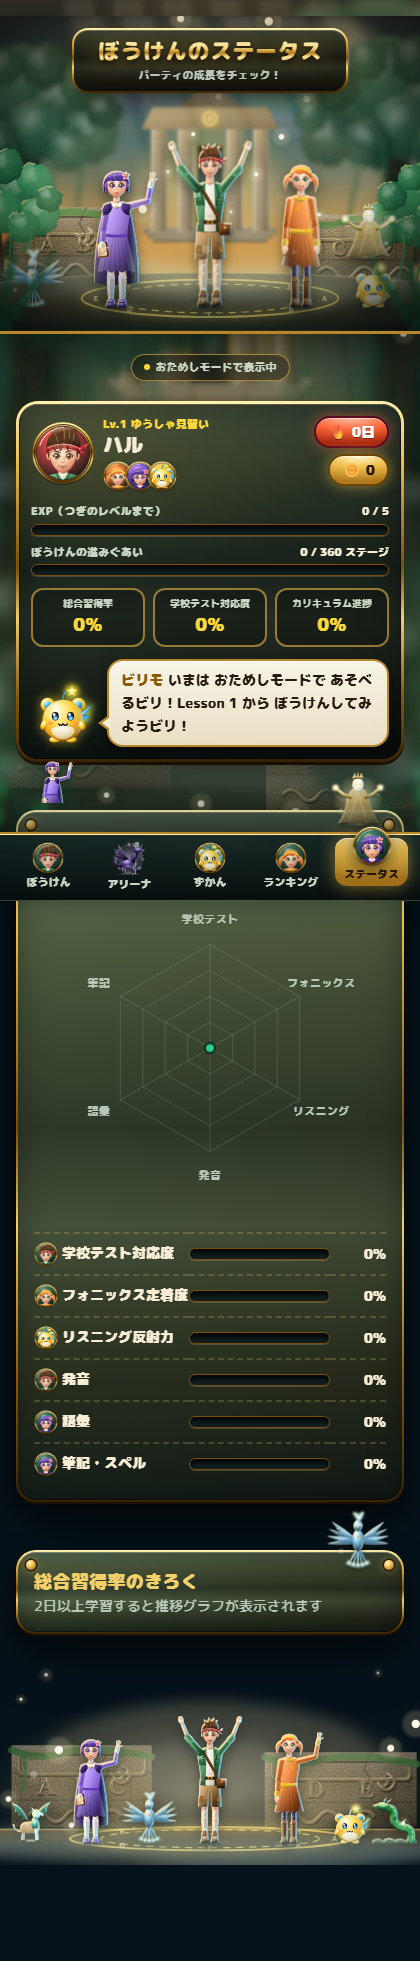 ぼうけんのステータス
パーティの成長をチェック！
おためしモードで表示中
Lv.1 ゆうしゃ見習い
ハル
0日
0
EXP（つぎのレベルまで）
0 / 5
ぼうけんの進みぐあい
0 / 360 ステージ
総合習得率
0%
学校テスト対応度
0%
カリキュラム進捗
0%
ビリモ いまは おためしモードで あそべ
るビリ！Lesson 1 から ぼうけんしてみ
ようビリ！
ぼうけん
アリーナ
ずかん
ランキング
ステータス
学校テスト
筆記
フォニックス
語彙
リスニング
発音
学校テスト対応度
0%
フォニックス定着度
0%
リスニング反射力
0%
発音
0%
語彙
0%
筆記・スペル
0%
総合習得率のきろく
2日以上学習すると推移グラフが表示されます